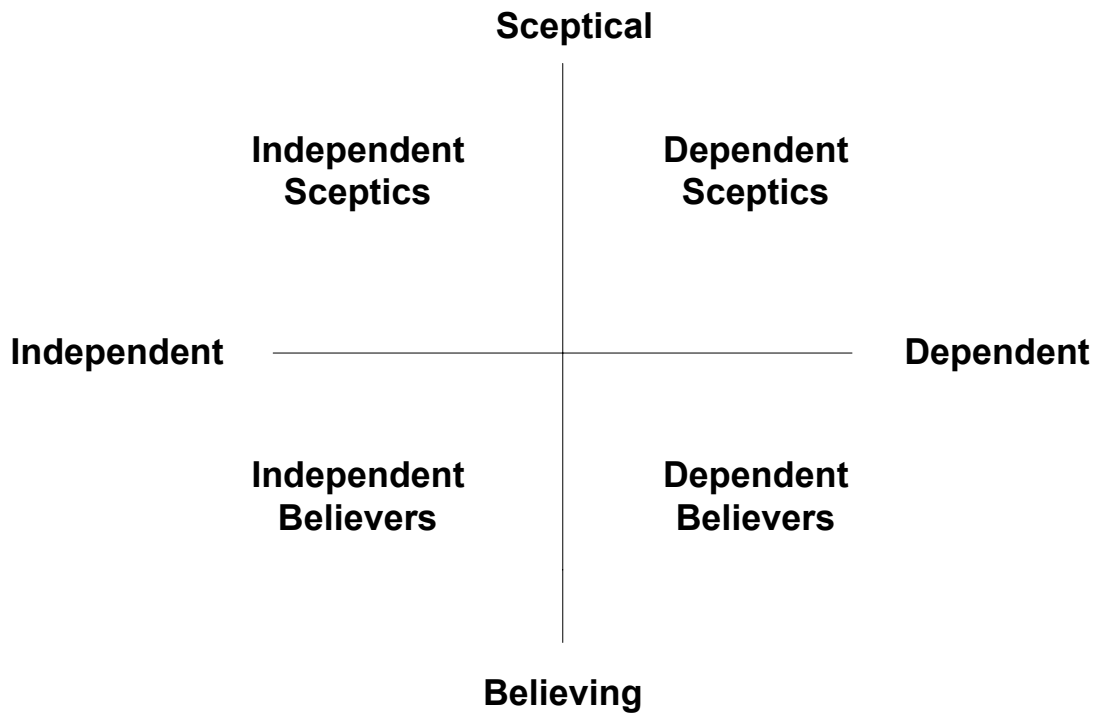 Sceptical
Independent
Sceptics
Dependent
Sceptics
Independent
Dependent
Independent
Believers
Dependent
Believers
Believing